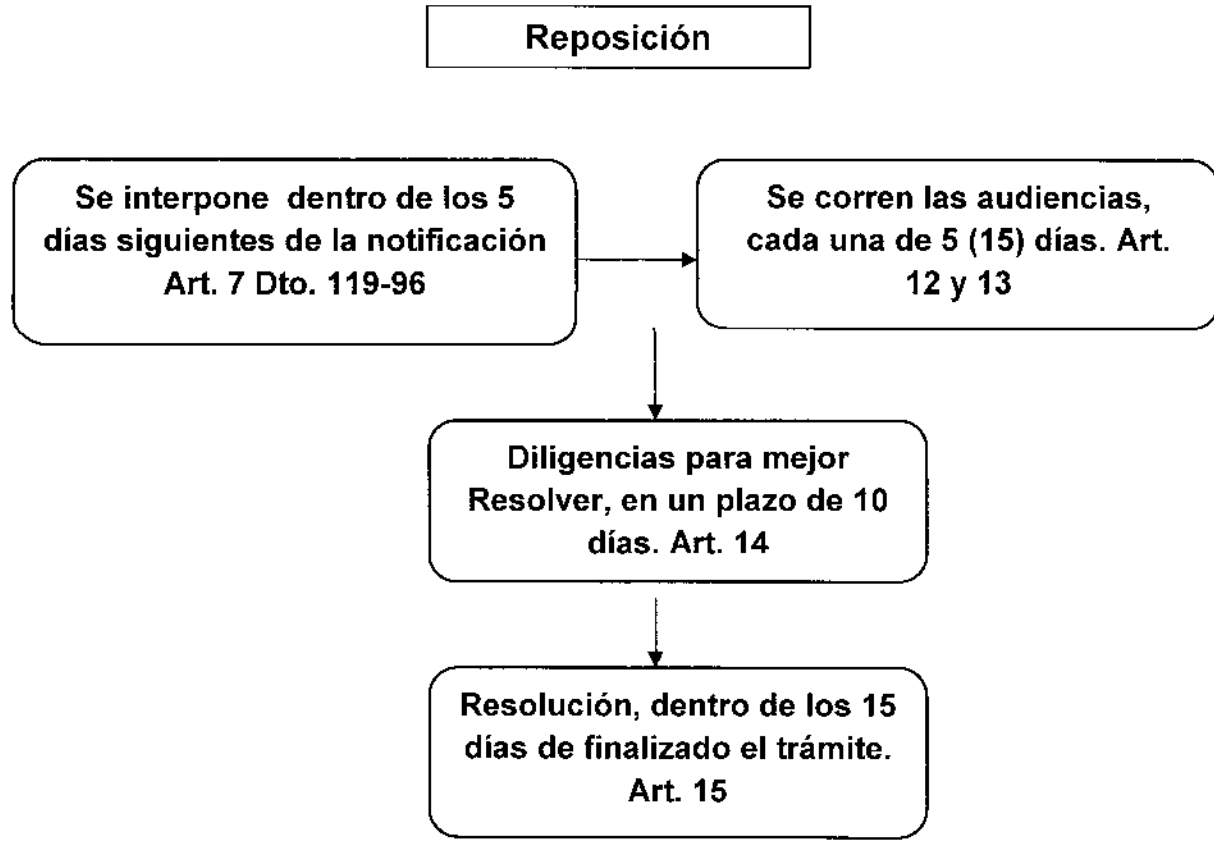 Reposición
Se interpone dentro de los 5
días siguientes de la notificación
Art. 7 Dto. 119-96
Se corren las audiencias,
cada una de 5 (15) días. Art.
12 y 13
Diligencias para mejor
Resolver, en un plazo de 10
días. Art. 14
Resolución, dentro de los 15
días de finalizado el trámite.
Art. 15